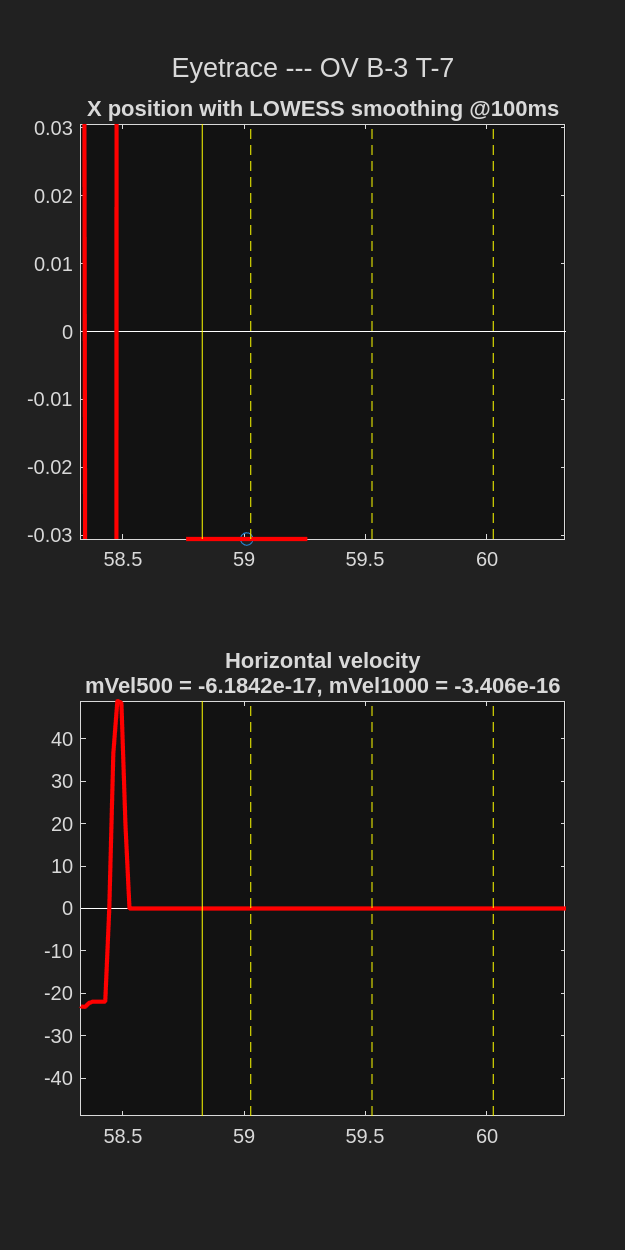 Eyetrace --- OV B-3 T-7
X position with LOWESS smoothing @100ms
0.03
0.02
0.01
0
-0.01
-0.02
-0.03
58.5 59 59.5 60
Horizontal velocity
mVel500 = -6.1842e-17, mVel1000 = -3.406e-16
40
30
20
10
0
-10
-20
-30
-40
58.5 59 59.5 60